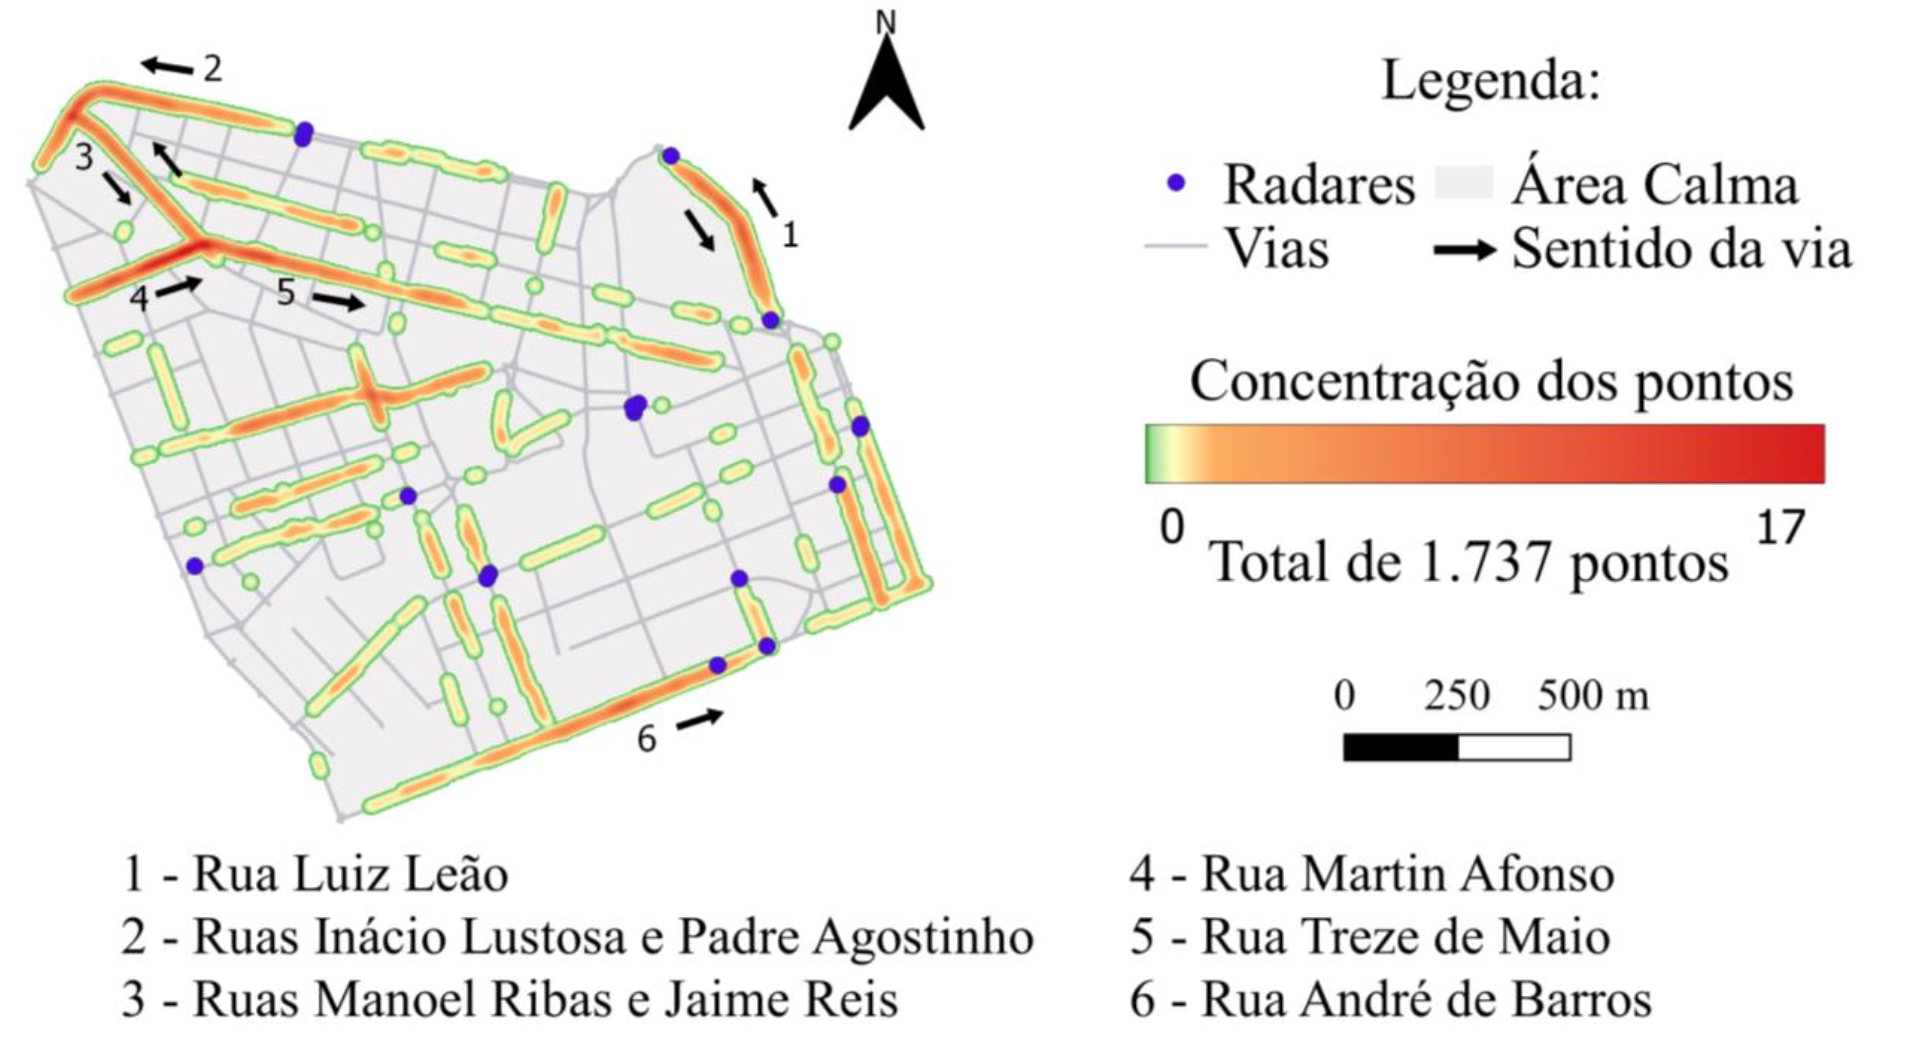 N
2
3
1
4
5
6
Legenda:
Radares
Área Calma
Vias
Sentido da via
Concentração dos pontos
0
17
Total de 1.737 pontos
0 250 500 m
1 - Rua Luiz Leão
2 - Ruas Inácio Lustosa e Padre Agostinho
3 - Ruas Manoel Ribas e Jaime Reis
4 - Rua Martin Afonso
5 - Rua Treze de Maio
6 - Rua André de Barros